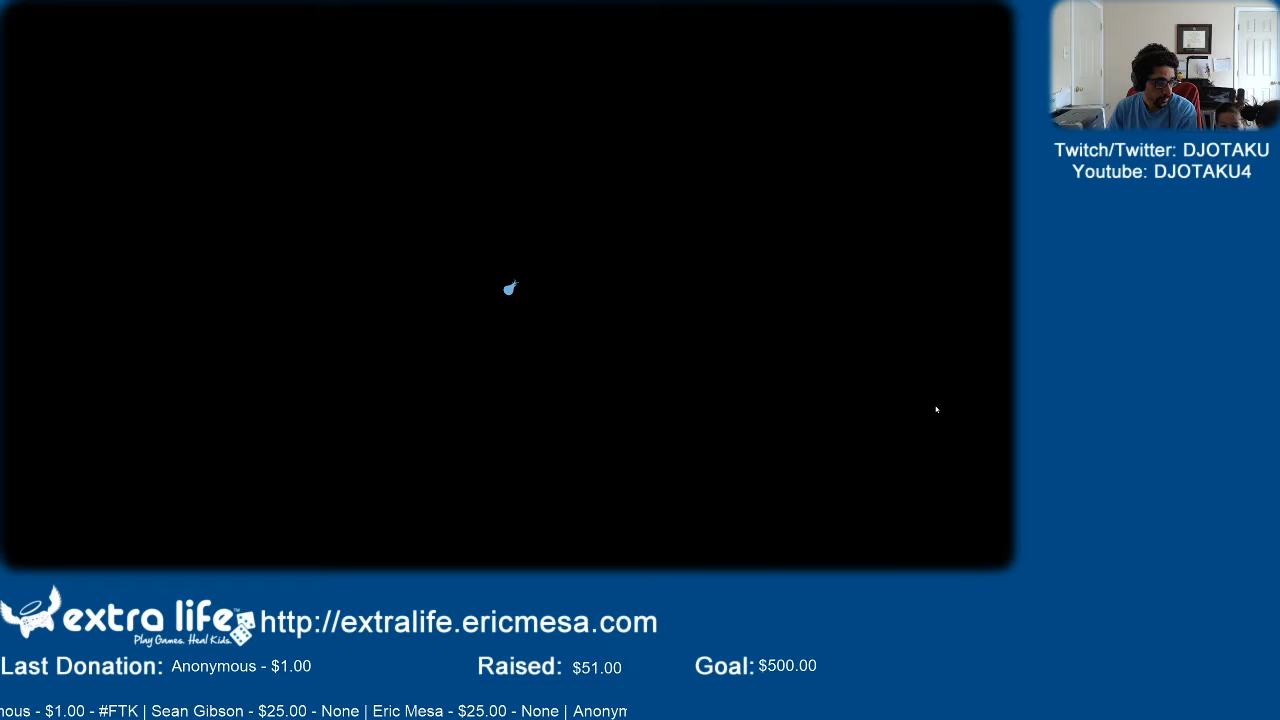 Twitch/Twitter: DJOTAKU
Youtube: DJOTAKU4
extra life
Play Games. Heal Kids.
http://extralife.ericmesa.com
Last Donation: Anonymous - $1.00
Raised: $51.00
Goal: $500.00
nous - $1.00 - #FTK | Sean Gibson - $25.00 - None | Eric Mesa - $25.00 - None | Anonym